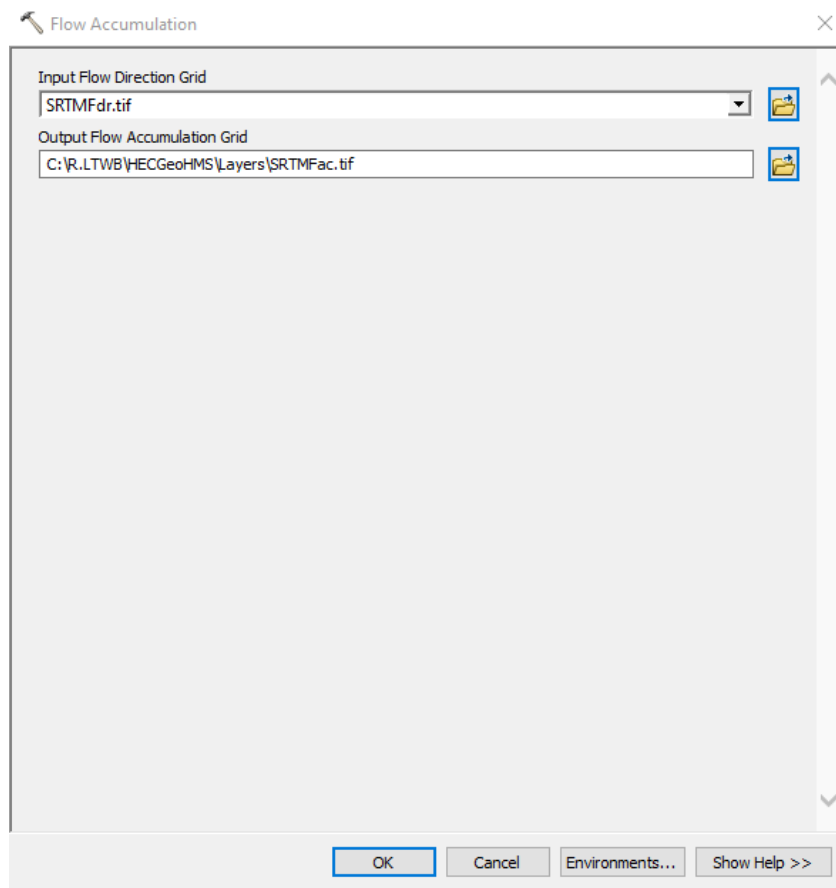 Flow Accumulation
Input Flow Direction Grid
SRTMFdr.tif
Output Flow Accumulation Grid
C:\R.LTWB\HECGeoHMS\Layers\SRTMFac.tif
OK Cancel Environments... Show Help >>